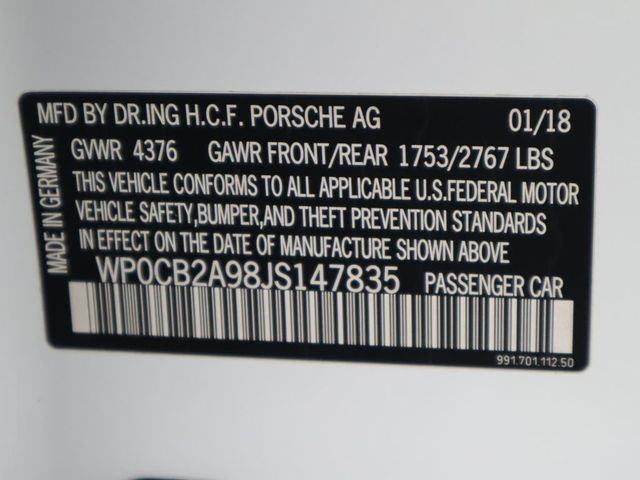 MFD BY DR.ING H.C.F. PORSCHE AG 01/18
GVWR 4376 GAWR FRONT/REAR 1753/2767 LBS
THIS VEHICLE CONFORMS TO ALL APPLICABLE U.S.FEDERAL MOTOR
VEHICLE SAFETY,BUMPER,AND THEFT PREVENTION STANDARDS
IN EFFECT ON THE DATE OF MANUFACTURE SHOWN ABOVE
WP0CB2A98JS147835 PASSENGER CAR
991.701.112.50
MADE IN GERMANY